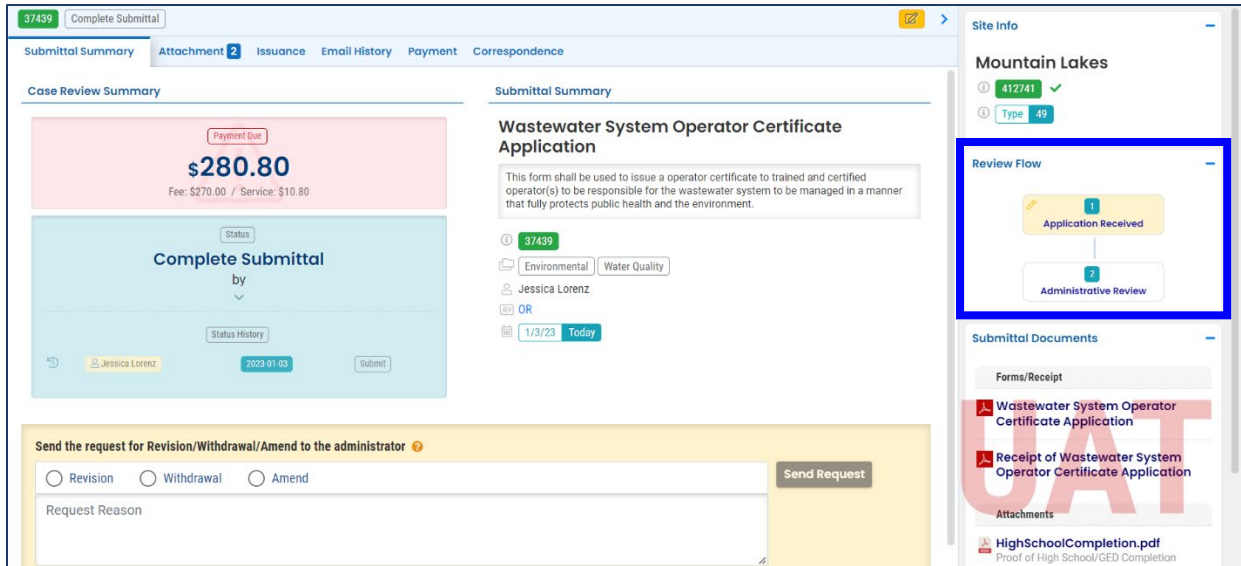 37439 Complete Submittal
Submittal Summary Attachment 2 Issuance Email History Payment Correspondence
Case Review Summary
Payment Due
$280.80
Fee: $270.00 / Service: $10.80
Status
Complete Submittal
by
Status History
Jessica Lorenz 2023-01-03 Submit
Submittal Summary
Wastewater System Operator Certificate
Application
This form shall be used to issue a operator certificate to trained and certified
operator(s) to be responsible for the wastewater system to be managed in a manner
that fully protects public health and the environment.
37439
Environmental Water Quality
Jessica Lorenz
OR
1/3/23 Today
Send the request for Revision/Withdrawal/Amend to the administrator
Revision Withdrawal Amend
Send Request
Request Reason
Site Info
Mountain Lakes
412741
Type 49
Review Flow
1
Application Received
2
Administrative Review
Submittal Documents
Forms/Receipt
Wastewater System Operator
Certificate Application
Receipt of Wastewater System
Operator Certificate Application
UAT
Attachments
HighSchoolCompletion.pdf
Proof of High School/GED Completion